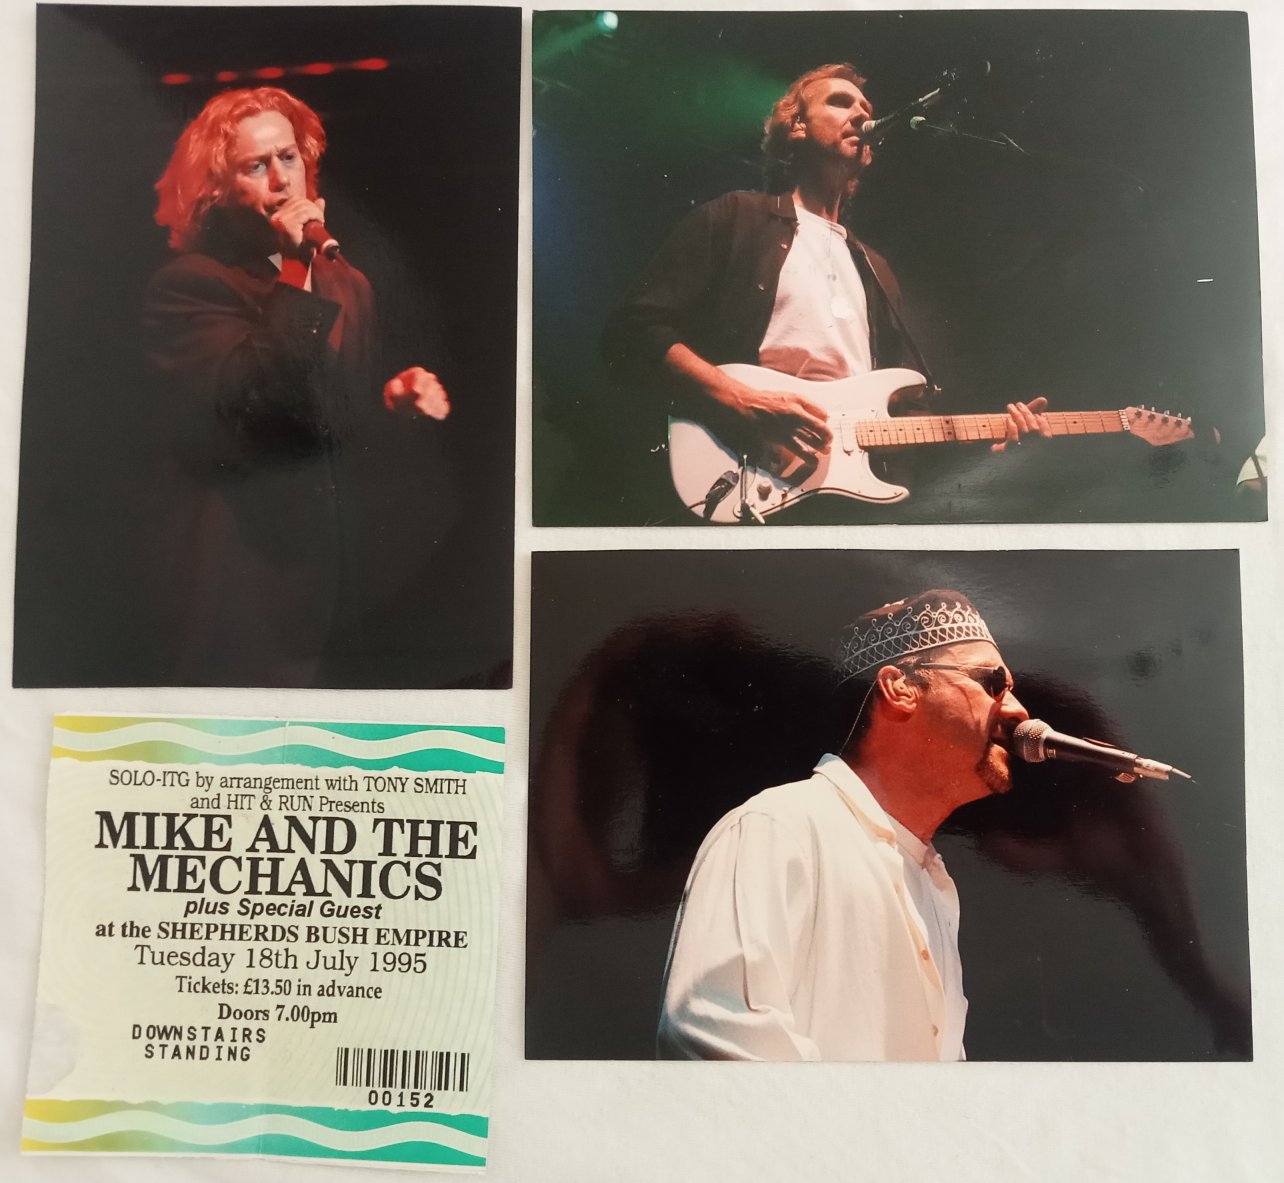 SOLO-ITG by arrangement with TONY SMITH
and HIT & RUN Presents
MIKE AND THE
MECHANICS
plus Special Guest
at the SHEPHERDS BUSH EMPIRE
Tuesday 18th July 1995
Tickets: £13.50 in advance
Doors 7.00pm
DOWNSTAIRS
STANDING
00152